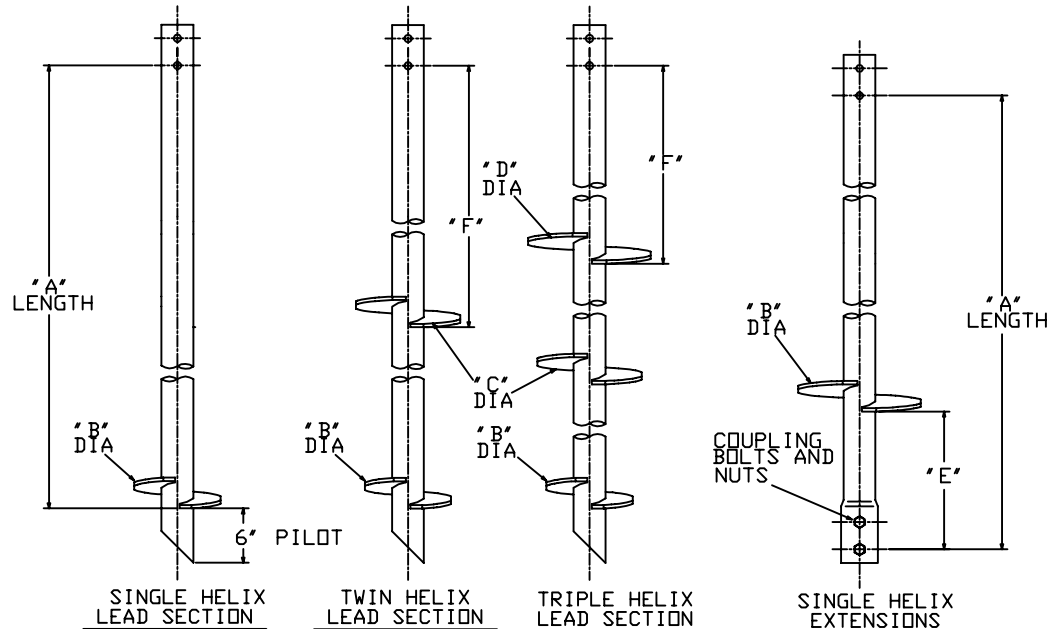 "A"
LENGTH
"B"
DIA
6" PILOT
SINGLE HELIX
LEAD SECTION
"F"
"C"
DIA
"B"
DIA
TWIN HELIX
LEAD SECTION
"D"
DIA
"F"
"B"
DIA
TRIPLE HELIX
LEAD SECTION
"B"
DIA
"A"
LENGTH
COUPLING
BOLTS AND
NUTS
"E"
SINGLE HELIX
EXTENSIONS